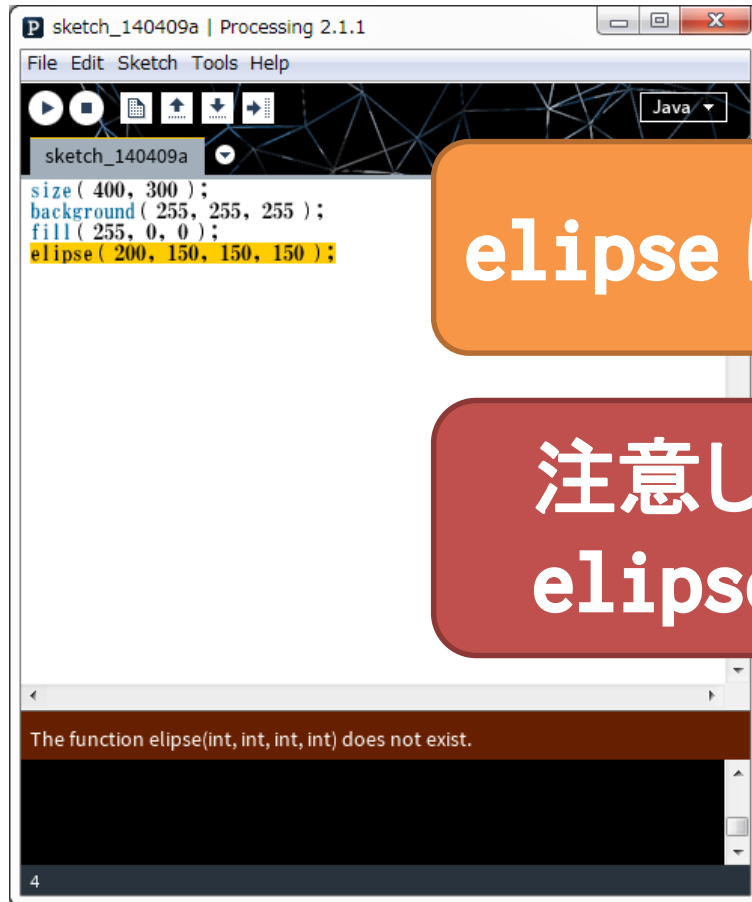 sketch_140409a | Processing 2.1.1
File Edit Sketch Tools Help
Java
sketch_140409a
size( 400, 300 );
background( 255, 255, 255 );
fill( 255, 0, 0 );
elipse( 200, 150, 150, 150 );
elipse
注意し
elipse
The function elipse(int, int, int, int) does not exist.
4